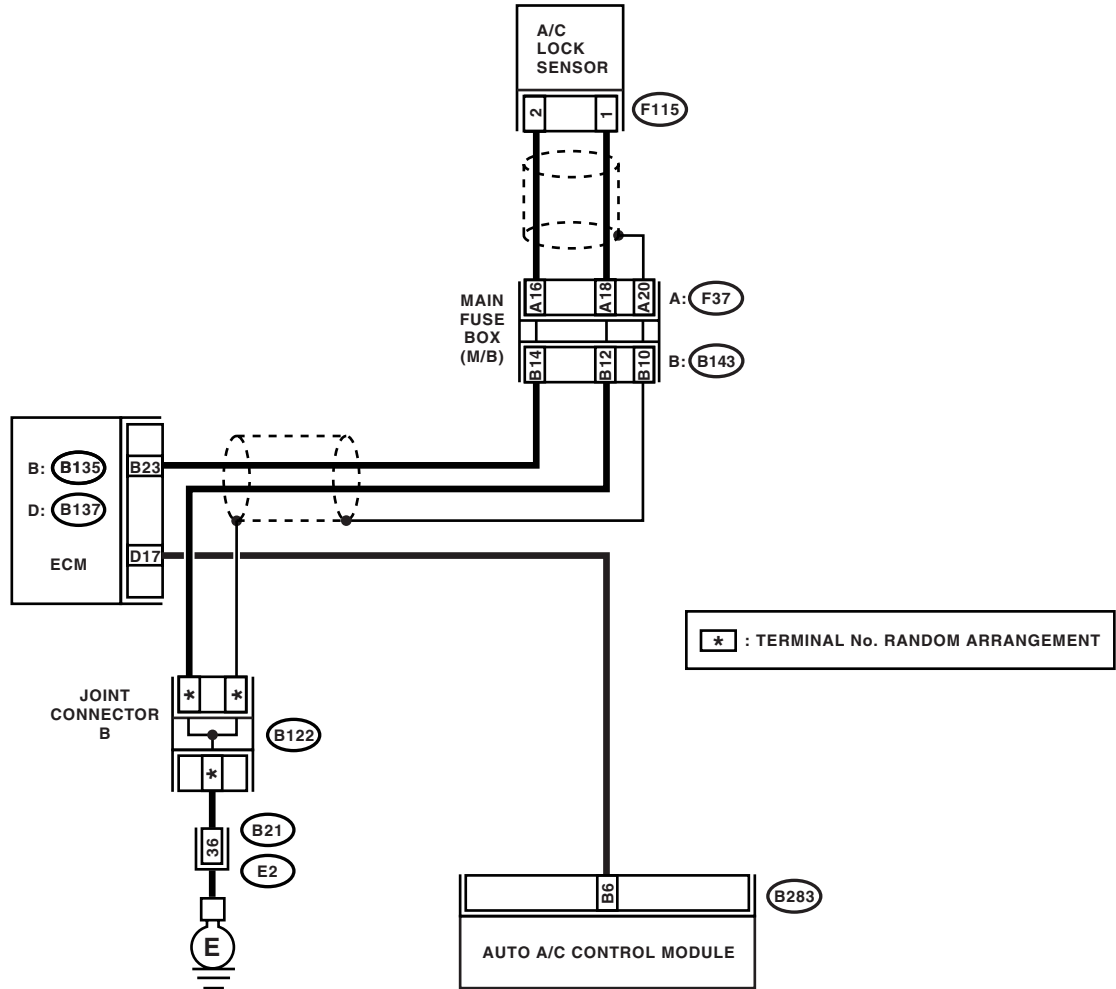 A/C
LOCK
SENSOR
2
1
F115
MAIN
FUSE
BOX
(M/B)
A16
A18
A20
A: F37
B14
B12
B10
B: B143
B: B135
B23
D: B137
D17
ECM
* : TERMINAL No. RANDOM ARRANGEMENT
JOINT
CONNECTOR
B
*
*
B122
*
36
B21
E2
E
B6
B283
AUTO A/C CONTROL MODULE